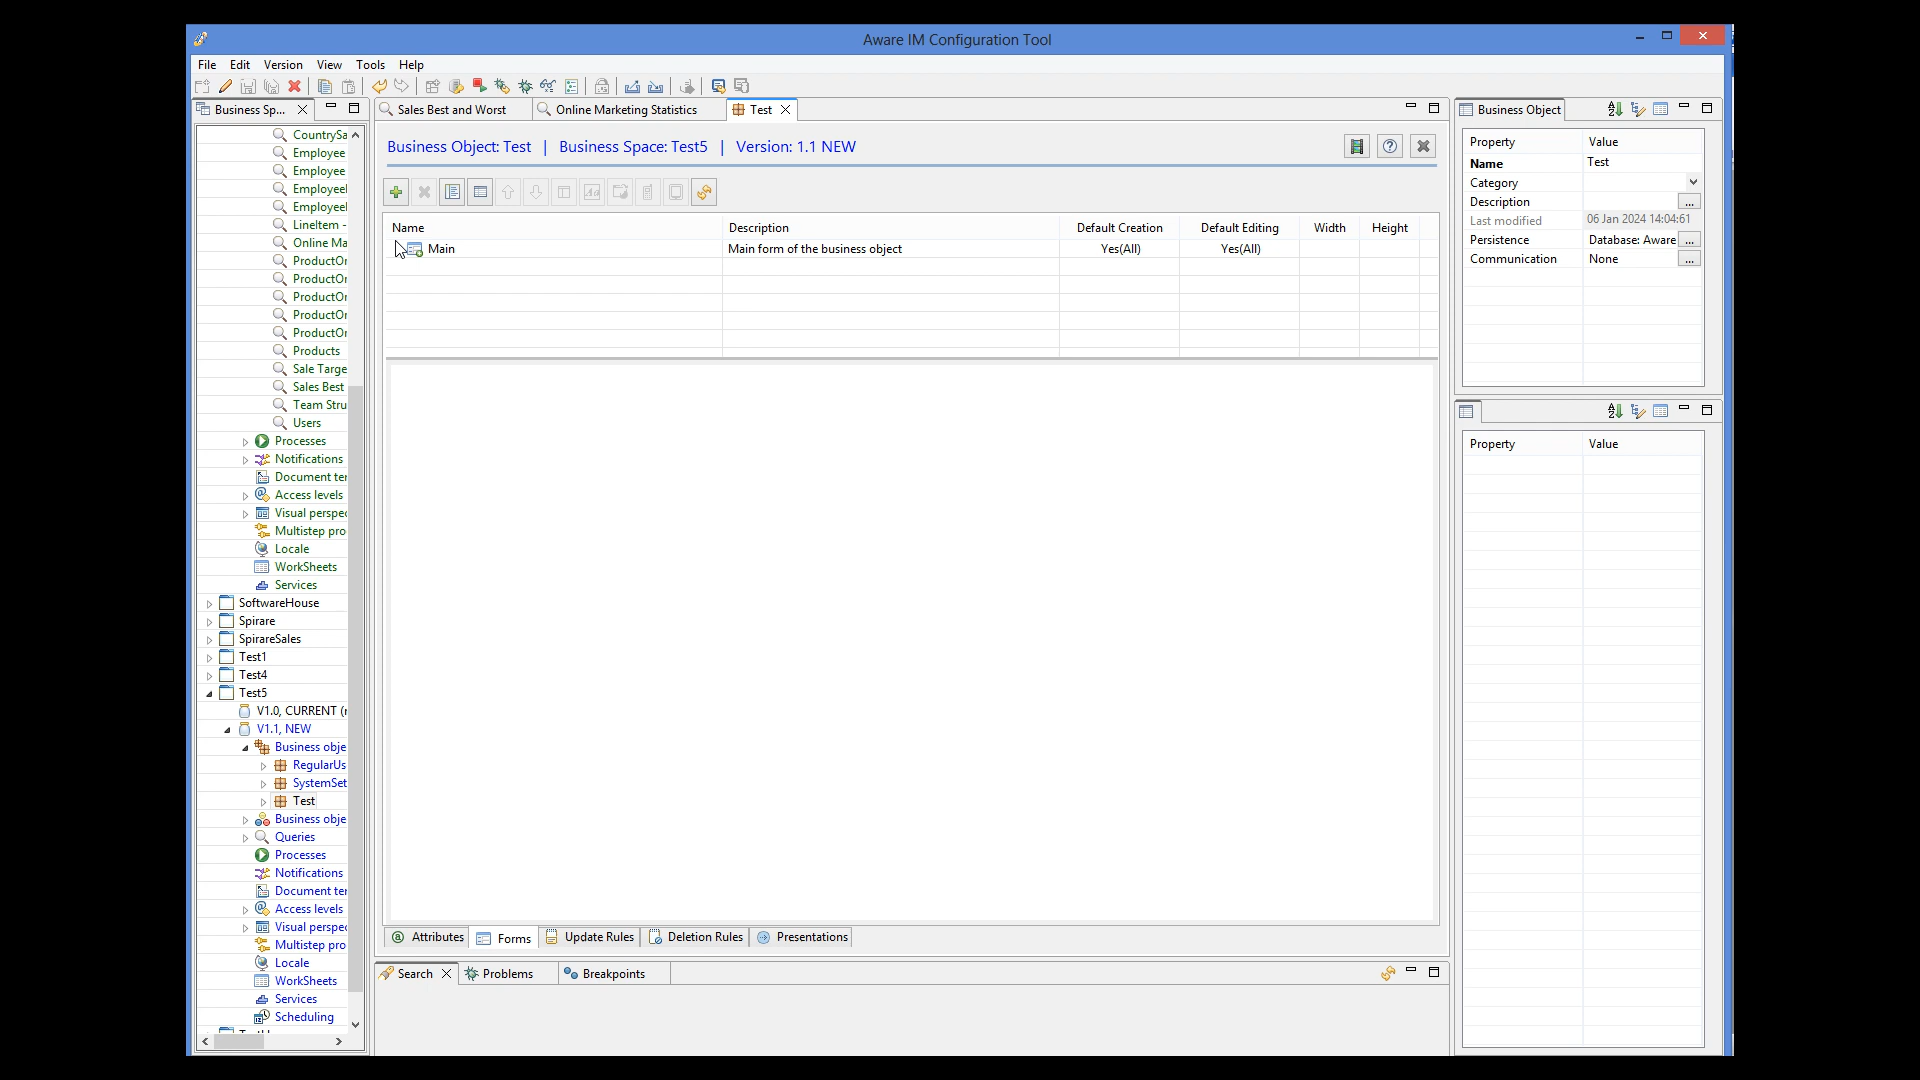 Aware IM Configuration Tool
File Edit Version View Tools Help
Business Sp...
Sales Best and Worst
Online Marketing Statistics
Test
Business Object
Business Object: Test | Business Space: Test5 | Version: 1.1 NEW
Name Description Default Creation Default Editing Width Height
Main Main form of the business object Yes(All) Yes(All)
CountrySa
Employee
Employee
Employeel
Employeel
LineItem -
Online Ma
ProductOr
ProductOr
ProductOr
ProductOr
ProductOr
Products
Sale Targe
Sales Best
Team Stru
Users
Processes
Notifications
Document ter
Access levels
Visual perspec
Multistep pro
Locale
WorkSheets
Services
SoftwareHouse
Spirare
SpirareSales
Test1
Test4
Test5
V1.0, CURRENT (r
V1.1, NEW
Business obje
RegularUs
SystemSet
Test
Business obje
Queries
Processes
Notifications
Document ter
Access levels
Visual perspec
Multistep pro
Locale
WorkSheets
Services
Scheduling
Attributes Forms Update Rules Deletion Rules Presentations
Search Problems Breakpoints
Property Value
Name Test
Category
Description ...
Last modified 06 Jan 2024 14:04:61
Persistence Database: Aware ...
Communication None ...
Property Value